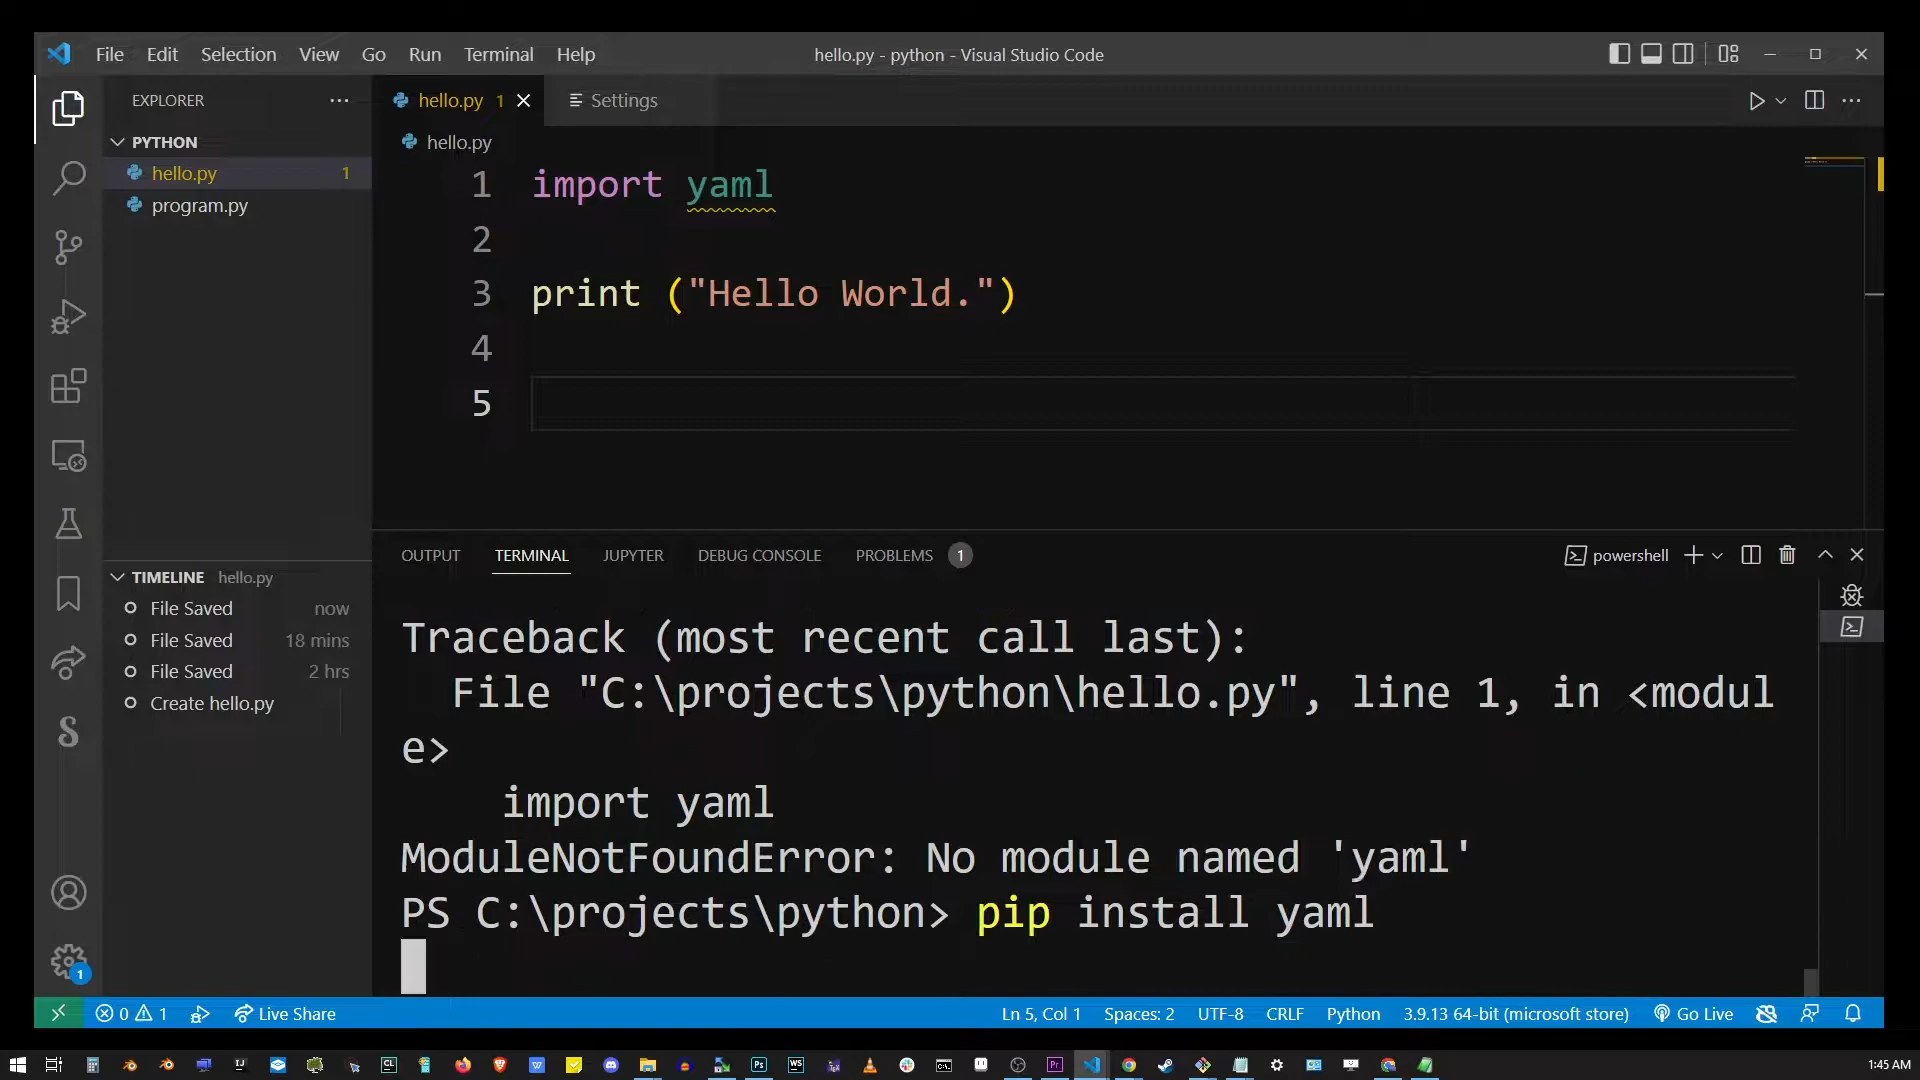 File Edit Selection View Go Run Terminal Help
hello.py - python - Visual Studio Code
EXPLORER
PYTHON
hello.py 1
program.py
hello.py 1
Settings
hello.py
1 import yaml
2
3 print ("Hello World.")
4
5
TIMELINE hello.py
File Saved now
File Saved 18 mins
File Saved 2 hrs
Create hello.py
OUTPUT TERMINAL JUPYTER DEBUG CONSOLE PROBLEMS 1
powershell
Traceback (most recent call last):
File "C:\projects\python\hello.py", line 1, in <modul
e>
import yaml
ModuleNotFoundError: No module named 'yaml'
PS C:\projects\python> pip install yaml
1
0 1 Live Share
Ln 5, Col 1 Spaces: 2 UTF-8 CRLF Python 3.9.13 64-bit (microsoft store) Go Live
1:45 AM